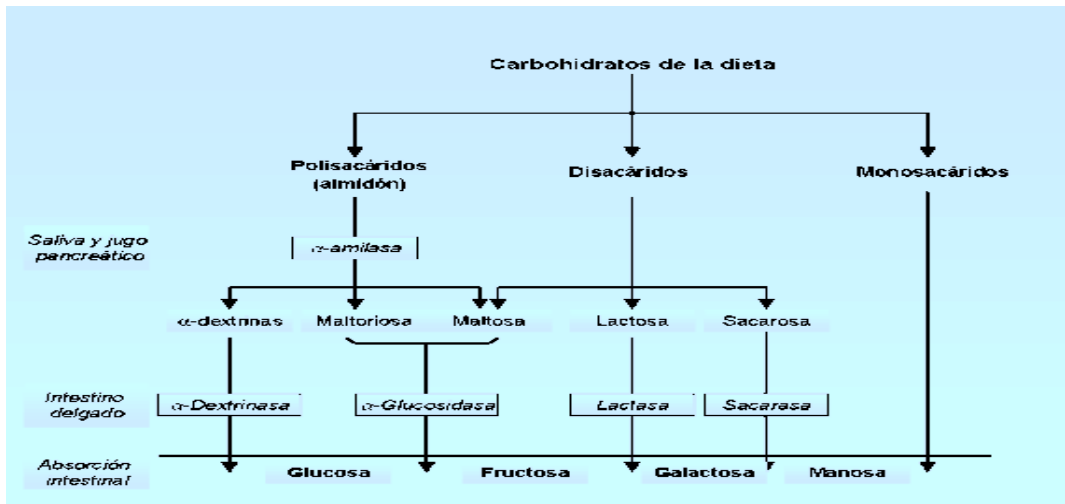 Carbohidratos de la dieta
Polisacáridos
(almidón)
Disacáridos
Monosacáridos
Saliva y jugo
pancreático
α-amilasa
α-dextrinas
Maltoriosa
Maltosa
Lactosa
Sacarosa
Intestino
delgado
α-Dextrinasa
α-Glucosidasa
Lactasa
Sacarasa
Absorción
intestinal
Glucosa
Fructosa
Galactosa
Manosa